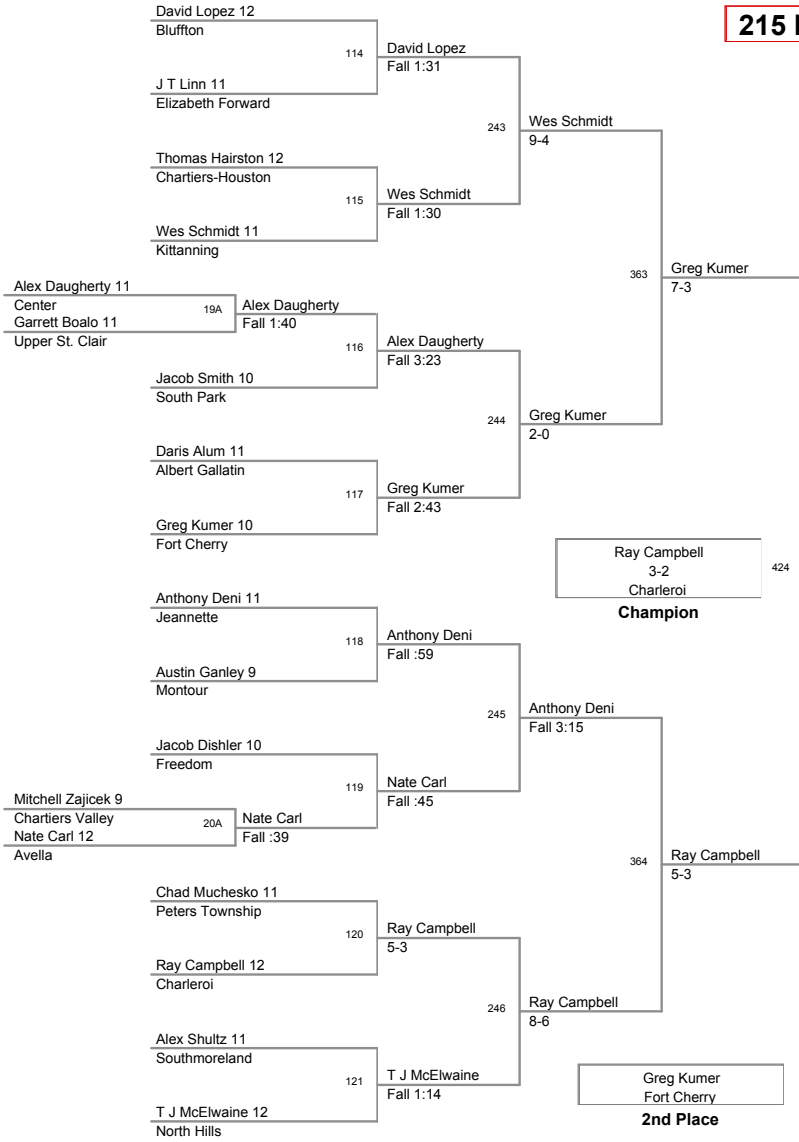 David Lopez 12
Bluffton
215
114
David Lopez
Fall 1:31
J T Linn 11
Elizabeth Forward
243
Wes Schmidt
9-4
Thomas Hairston 12
Chartiers-Houston
115
Wes Schmidt
Fall 1:30
Wes Schmidt 11
Kittanning
363
Greg Kumer
7-3
Alex Daugherty 11
Center
19A
Alex Daugherty
Fall 1:40
Garrett Boalo 11
Upper St. Clair
116
Alex Daugherty
Fall 3:23
Jacob Smith 10
South Park
244
Greg Kumer
2-0
Daris Alum 11
Albert Gallatin
117
Greg Kumer
Fall 2:43
Greg Kumer 10
Fort Cherry
Ray Campbell
3-2
Charleroi
424
Champion
Anthony Deni 11
Jeannette
118
Anthony Deni
Fall :59
Austin Ganley 9
Montour
245
Anthony Deni
Fall 3:15
Jacob Dishler 10
Freedom
119
Nate Carl
Fall :45
Mitchell Zajicek 9
Chartiers Valley
20A
Nate Carl
Fall :39
Nate Carl 12
Avella
364
Ray Campbell
5-3
Chad Muchesko 11
Peters Township
120
Ray Campbell
5-3
Ray Campbell 12
Charleroi
246
Ray Campbell
8-6
Alex Shultz 11
Southmoreland
121
T J McElwaine
Fall 1:14
T J McElwaine 12
North Hills
Greg Kumer
Fort Cherry
2nd Place